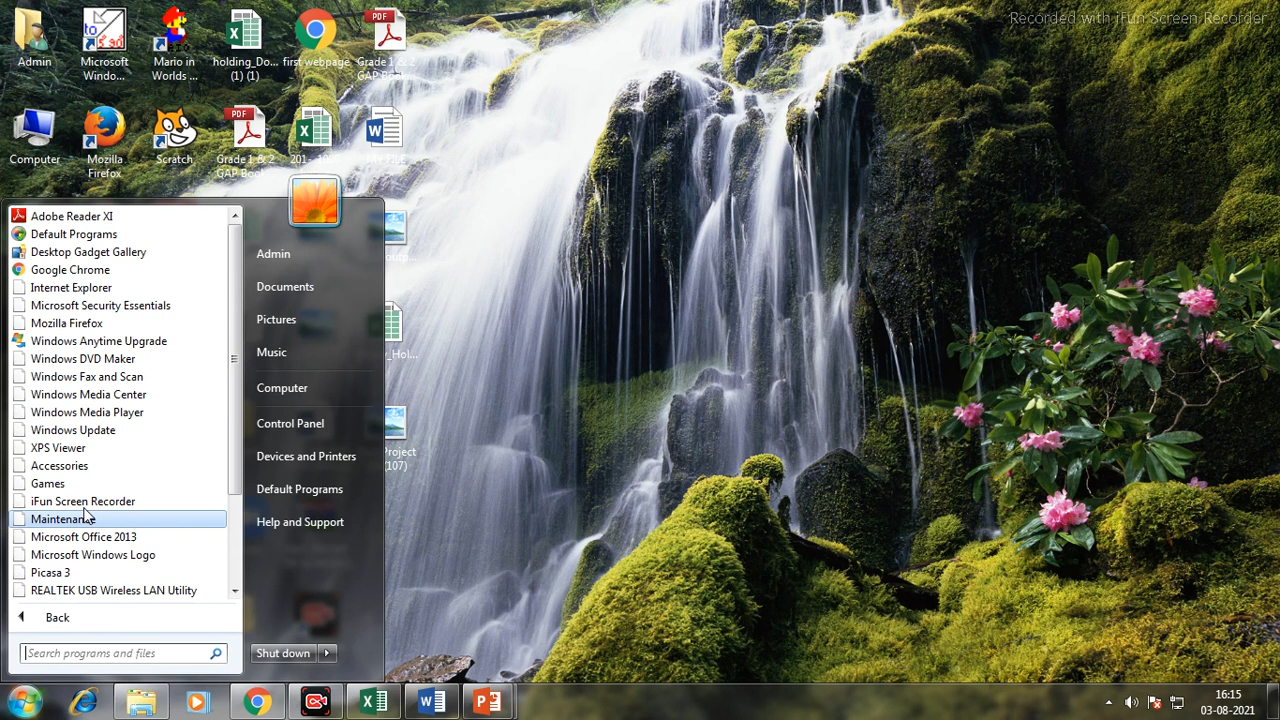 Recorded with iFun Screen Recorder
Admin
Microsoft
Windo...
Mario in
Worlds ...
holding_Do...
(1) (1)
first webpage
Grade 1 & 2
GAP Book...
Computer
Mozilla
Firefox
Scratch
Grade 1 & 2
GAP Book
Adobe Reader XI
Default Programs
Desktop Gadget Gallery
Google Chrome
Internet Explorer
Microsoft Security Essentials
Mozilla Firefox
Windows Anytime Upgrade
Windows DVD Maker
Windows Fax and Scan
Windows Media Center
Windows Media Player
Windows Update
XPS Viewer
Accessories
Games
iFun Screen Recorder
Maintenance
Microsoft Office 2013
Microsoft Windows Logo
Picasa 3
REALTEK USB Wireless LAN Utility
Back
Search programs and files
Admin
Documents
Pictures
Music
Computer
Control Panel
Devices and Printers
Default Programs
Help and Support
Shut down
Project
(107)
16:15
03-08-2021